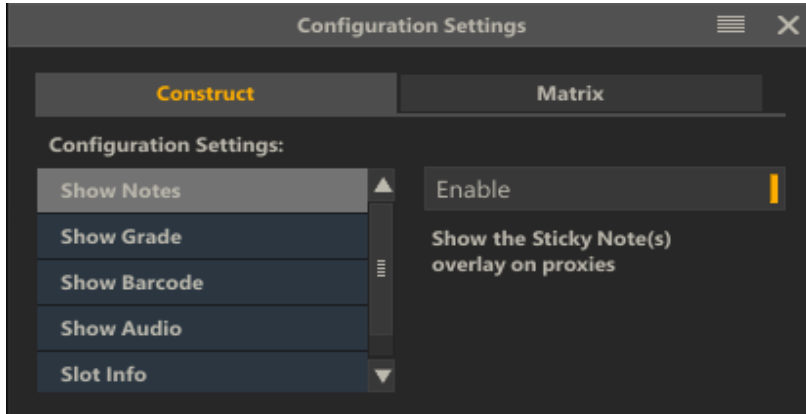 Configuration Settings
Construct
Matrix
Configuration Settings:
Show Notes
Enable
Show Grade
Show the Sticky Note(s)
overlay on proxies
Show Barcode
Show Audio
Slot Info